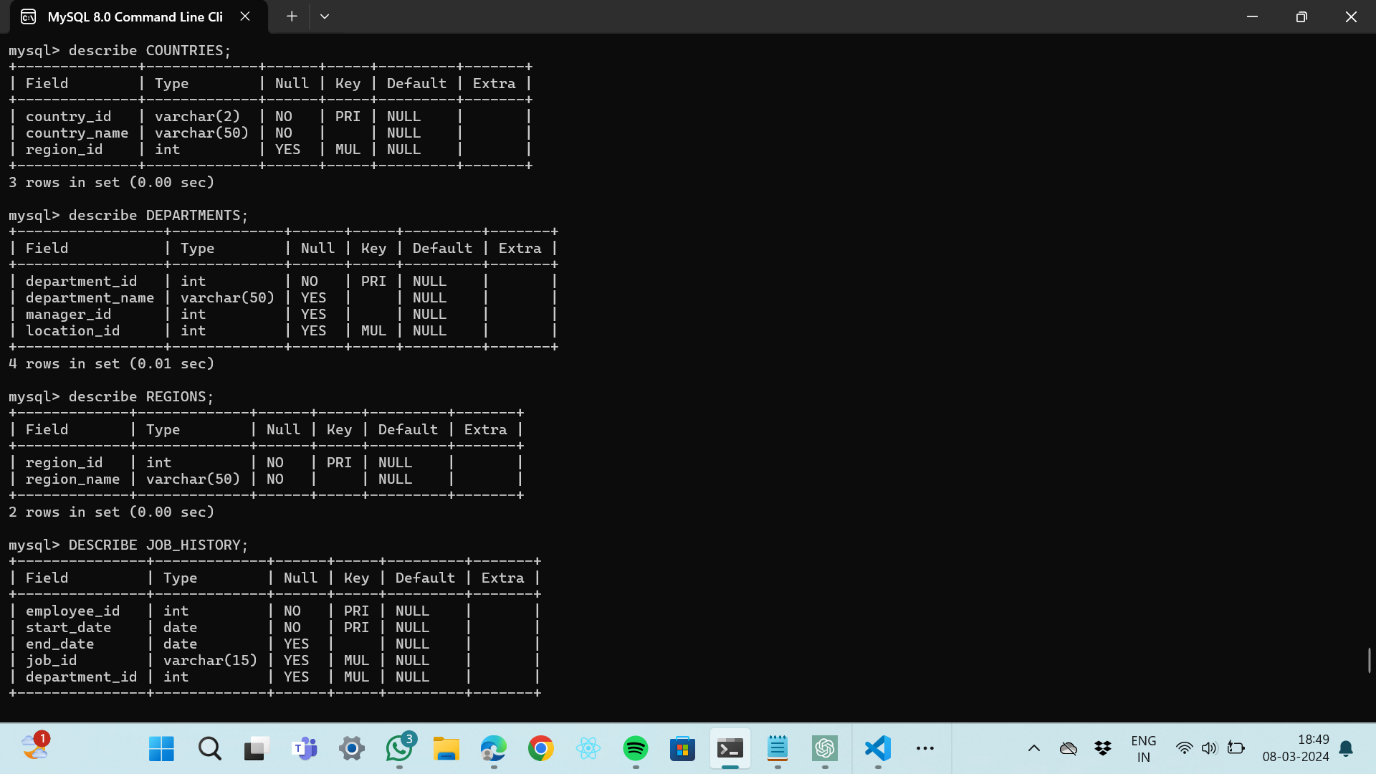 MySQL 8.0 Command Line Cli
mysql> describe COUNTRIES;
+--------------+-------------+------+-----+---------+-------+
| Field        | Type        | Null | Key | Default | Extra |
+--------------+-------------+------+-----+---------+-------+
| country_id   | varchar(2)  | NO   | PRI | NULL    |       |
| country_name | varchar(50) | NO   |     | NULL    |       |
| region_id    | int         | YES  | MUL | NULL    |       |
+--------------+-------------+------+-----+---------+-------+
3 rows in set (0.00 sec)
mysql> describe DEPARTMENTS;
+-----------------+-------------+------+-----+---------+-------+
| Field           | Type        | Null | Key | Default | Extra |
+-----------------+-------------+------+-----+---------+-------+
| department_id   | int         | NO   | PRI | NULL    |       |
| department_name | varchar(50) | YES  |     | NULL    |       |
| manager_id      | int         | YES  |     | NULL    |       |
| location_id     | int         | YES  | MUL | NULL    |       |
+-----------------+-------------+------+-----+---------+-------+
4 rows in set (0.01 sec)
mysql> describe REGIONS;
+-------------+-------------+------+-----+---------+-------+
| Field       | Type        | Null | Key | Default | Extra |
+-------------+-------------+------+-----+---------+-------+
| region_id   | int         | NO   | PRI | NULL    |       |
| region_name | varchar(50) | NO   |     | NULL    |       |
+-------------+-------------+------+-----+---------+-------+
2 rows in set (0.00 sec)
mysql> DESCRIBE JOB_HISTORY;
+---------------+-------------+------+-----+---------+-------+
| Field         | Type        | Null | Key | Default | Extra |
+---------------+-------------+------+-----+---------+-------+
| employee_id   | int         | NO   | PRI | NULL    |       |
| start_date    | date        | NO   | PRI | NULL    |       |
| end_date      | date        | YES  |     | NULL    |       |
| job_id        | varchar(15) | YES  | MUL | NULL    |       |
| department_id | int         | YES  | MUL | NULL    |       |
+---------------+-------------+------+-----+---------+-------+
1
3
ENG
IN
18:49
08-03-2024